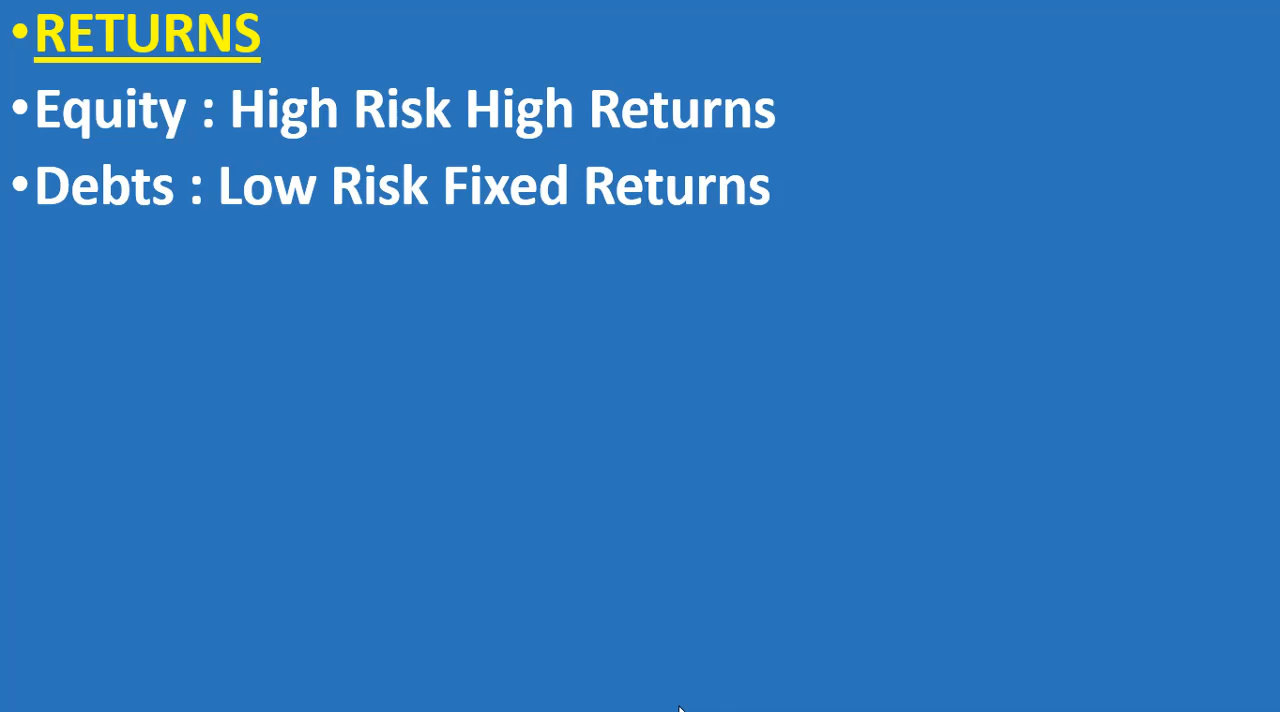 •RETURNS
•Equity : High Risk High Returns
•Debts : Low Risk Fixed Returns